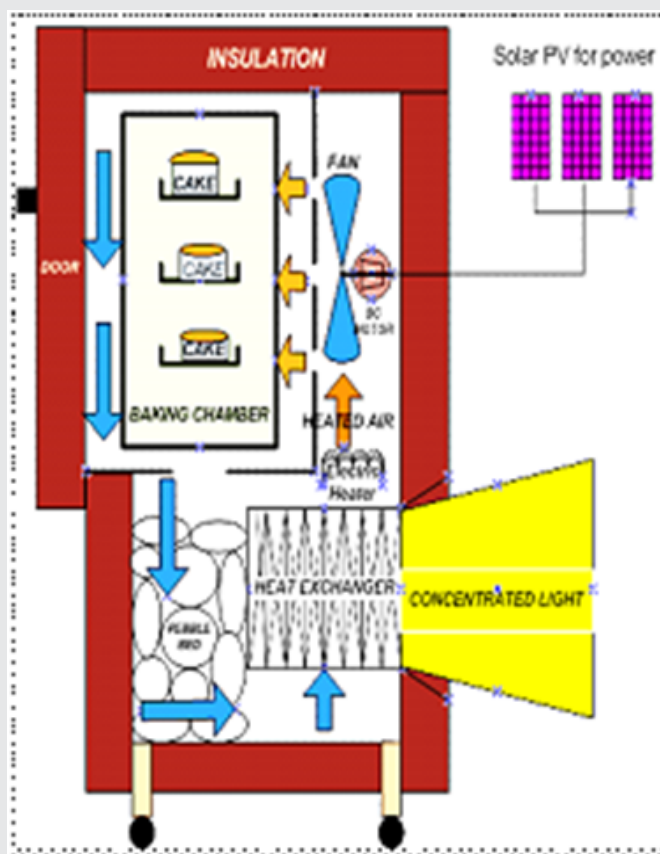 INSULATION
Solar PV for power
FAN
CAKE
CAKE
CAKE
DOOR
DC
MOTOR
BAKING CHAMBER
HEATED AIR
Electric
Heater
HEAT EXCHANGER
CONCENTRATED LIGHT
PEBBLE
BED